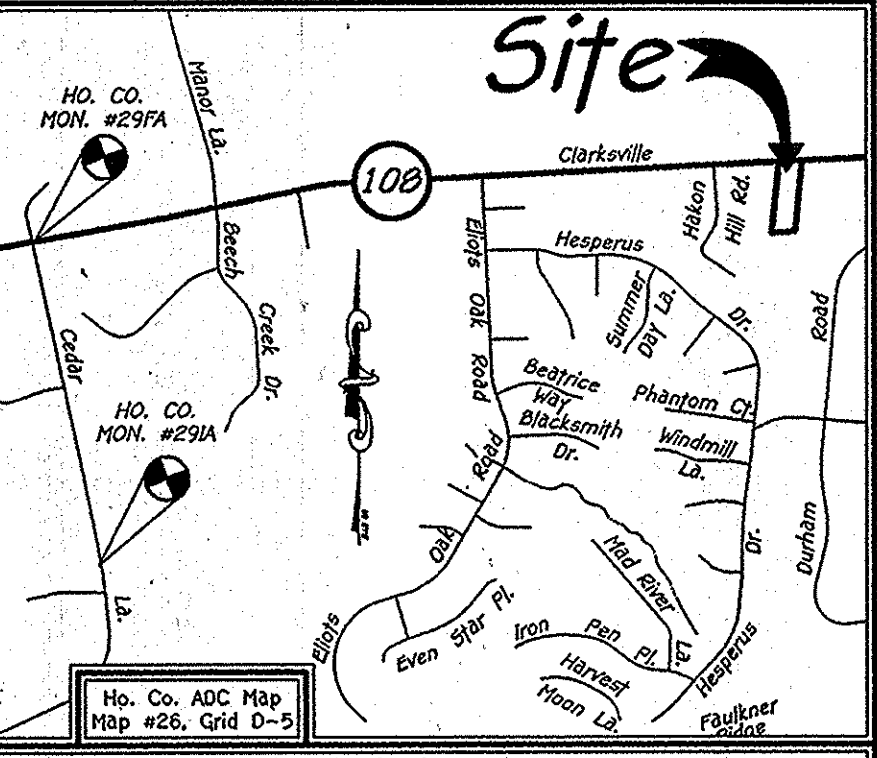 Site
HO. CO.
MON. #29FA
Manor La.
Clarksville
108
Hakon
Hill Rd.
Beech
Creek Dr.
Eliots Oak Road
Hesperus
Dr.
Summer
Day La.
Road
Cedar
Beatrice
Way
Phantom Ct.
HO. CO.
MON. #29IA
Blacksmith
Dr.
Windmill
La.
Road
Oak
Dr.
Durham
Mad River
La.
La.
Eliots
Even Star Pl.
Iron Pen Pl.
Hesperus
Harvest
Moon La.
Ho. Co. ADC Map
Map #26, Grid D~5
Faulkner
Ridge